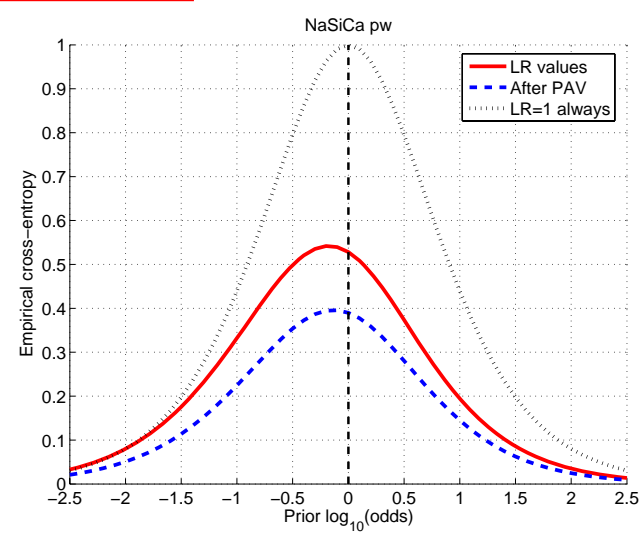 NaSiCa pw
1
0.9
0.8
0.7
0.6
0.5
0.4
0.3
0.2
0.1
0
Empirical cross−entropy
LR values
After PAV
LR=1 always
−2.5 −2 −1.5 −1 −0.5 0 0.5 1 1.5 2 2.5
Prior log10(odds)